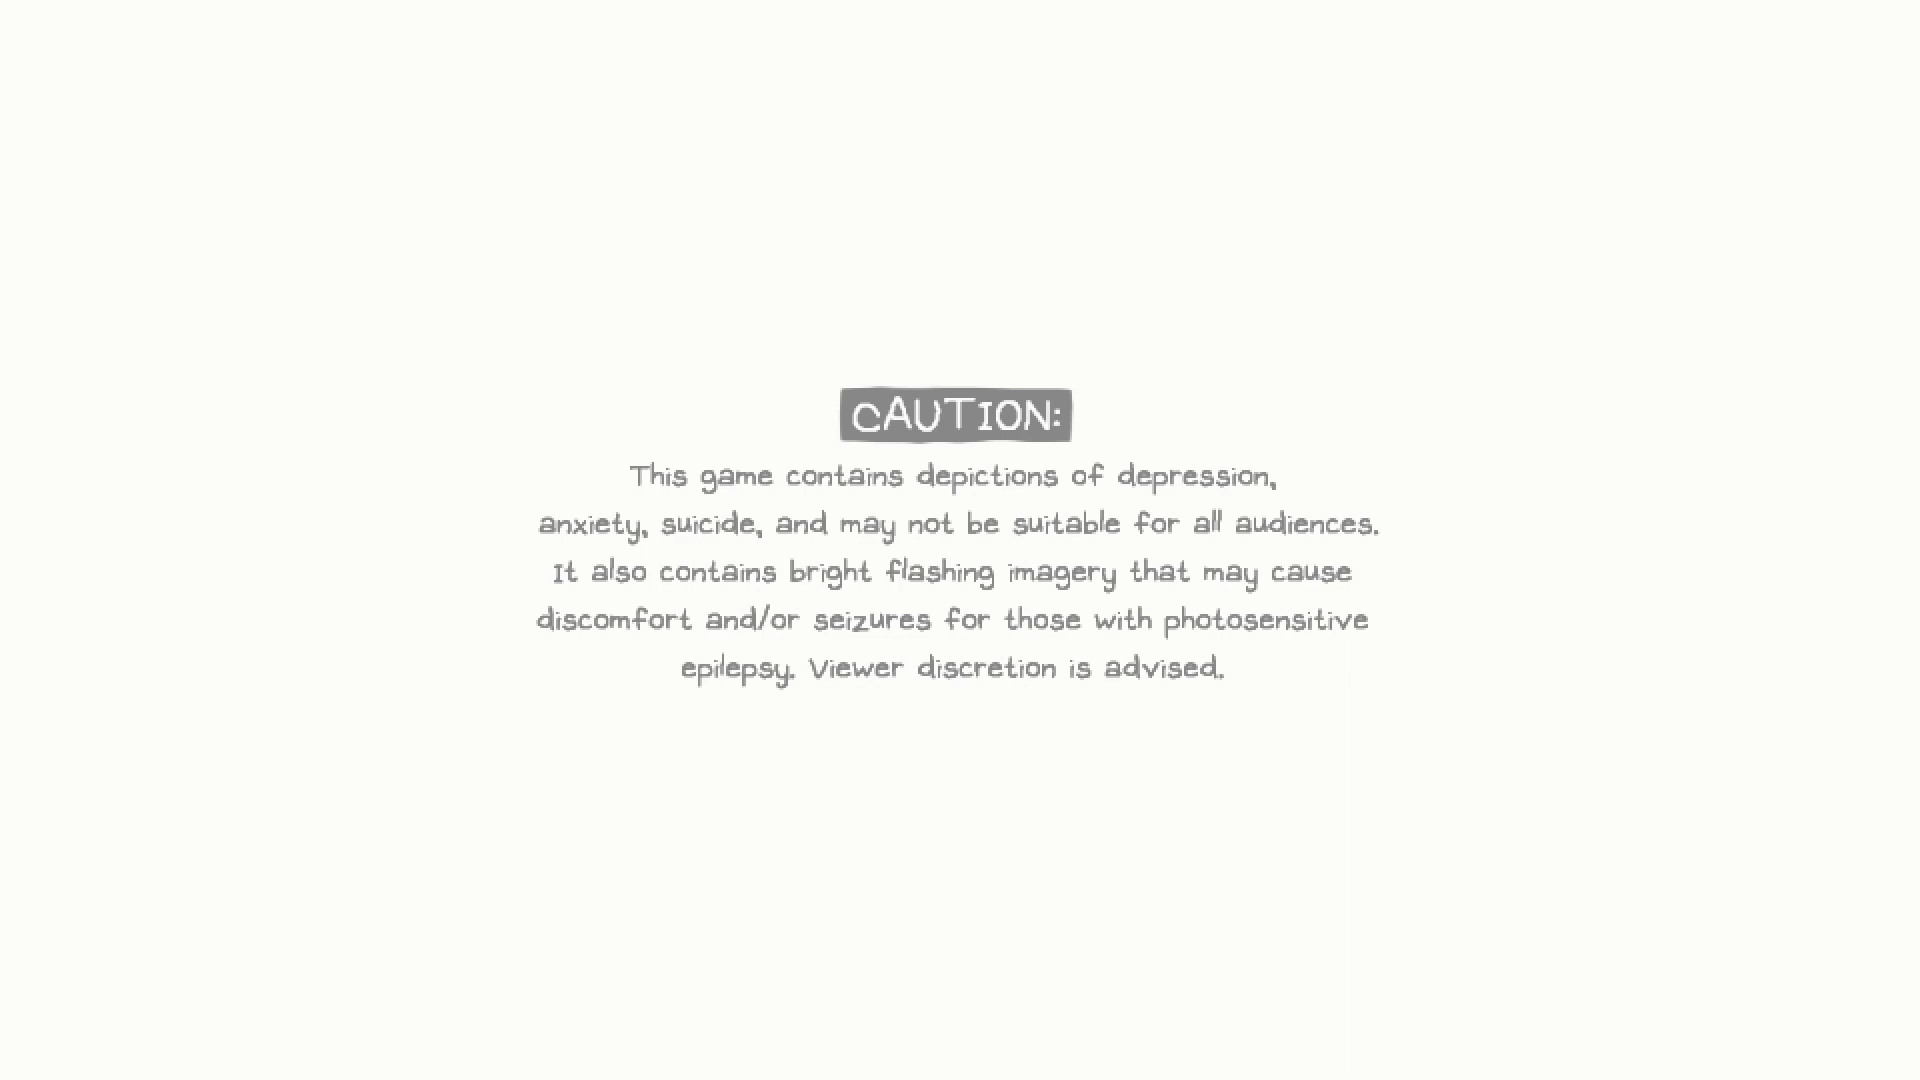 CAUTION:
This game contains depictions of depression,
anxiety, suicide, and may not be suitable for all audiences.
It also contains bright flashing imagery that may cause
discomfort and/or seizures for those with photosensitive
epilepsy. Viewer discretion is advised.